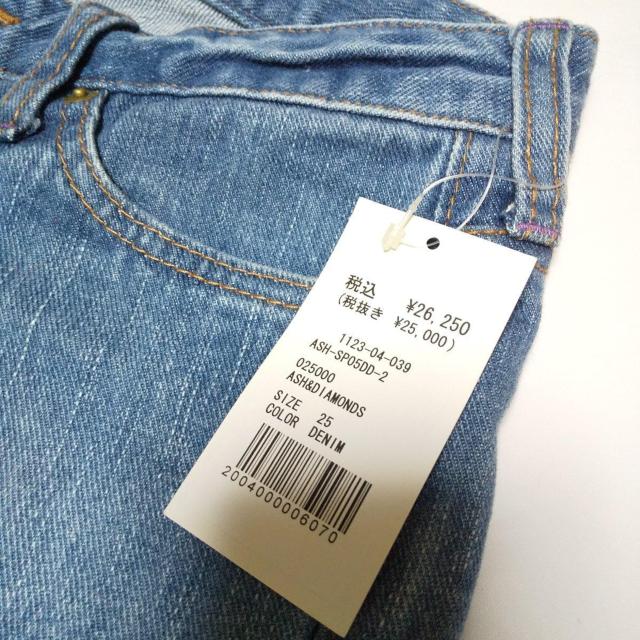 税込 ¥26,250
(税抜き ¥25,000)
1123-04-039
ASH-SP05DD-2
025000
ASH&DIAMONDS
SIZE 25
COLOR DENIM
2004000006070